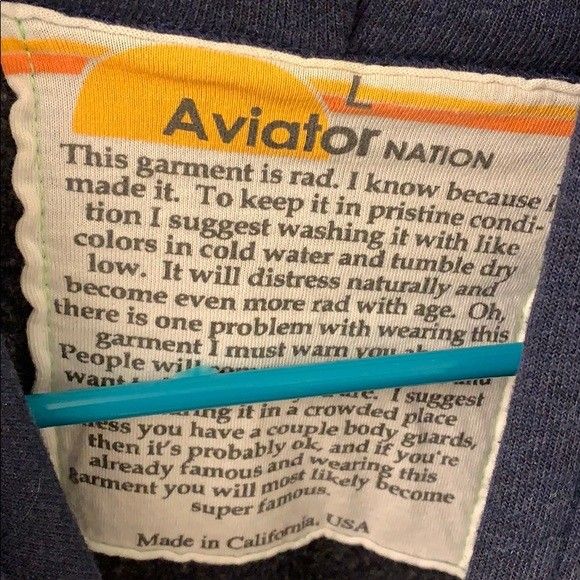 L
Aviator NATION
This garment is rad. I know because I
made it. To keep it in pristine condi-
tion I suggest washing it with like
colors in cold water and tumble dry
low. It will distress naturally and
become even more rad with age. Oh,
there is one problem with wearing this
garment I must warn you
People will
want I suggest
it in a crowded place
you have a couple body guards,
then it's probably ok, and if you're
already famous and wearing this
garment you will most likely become
super famous.
Made in California, USA